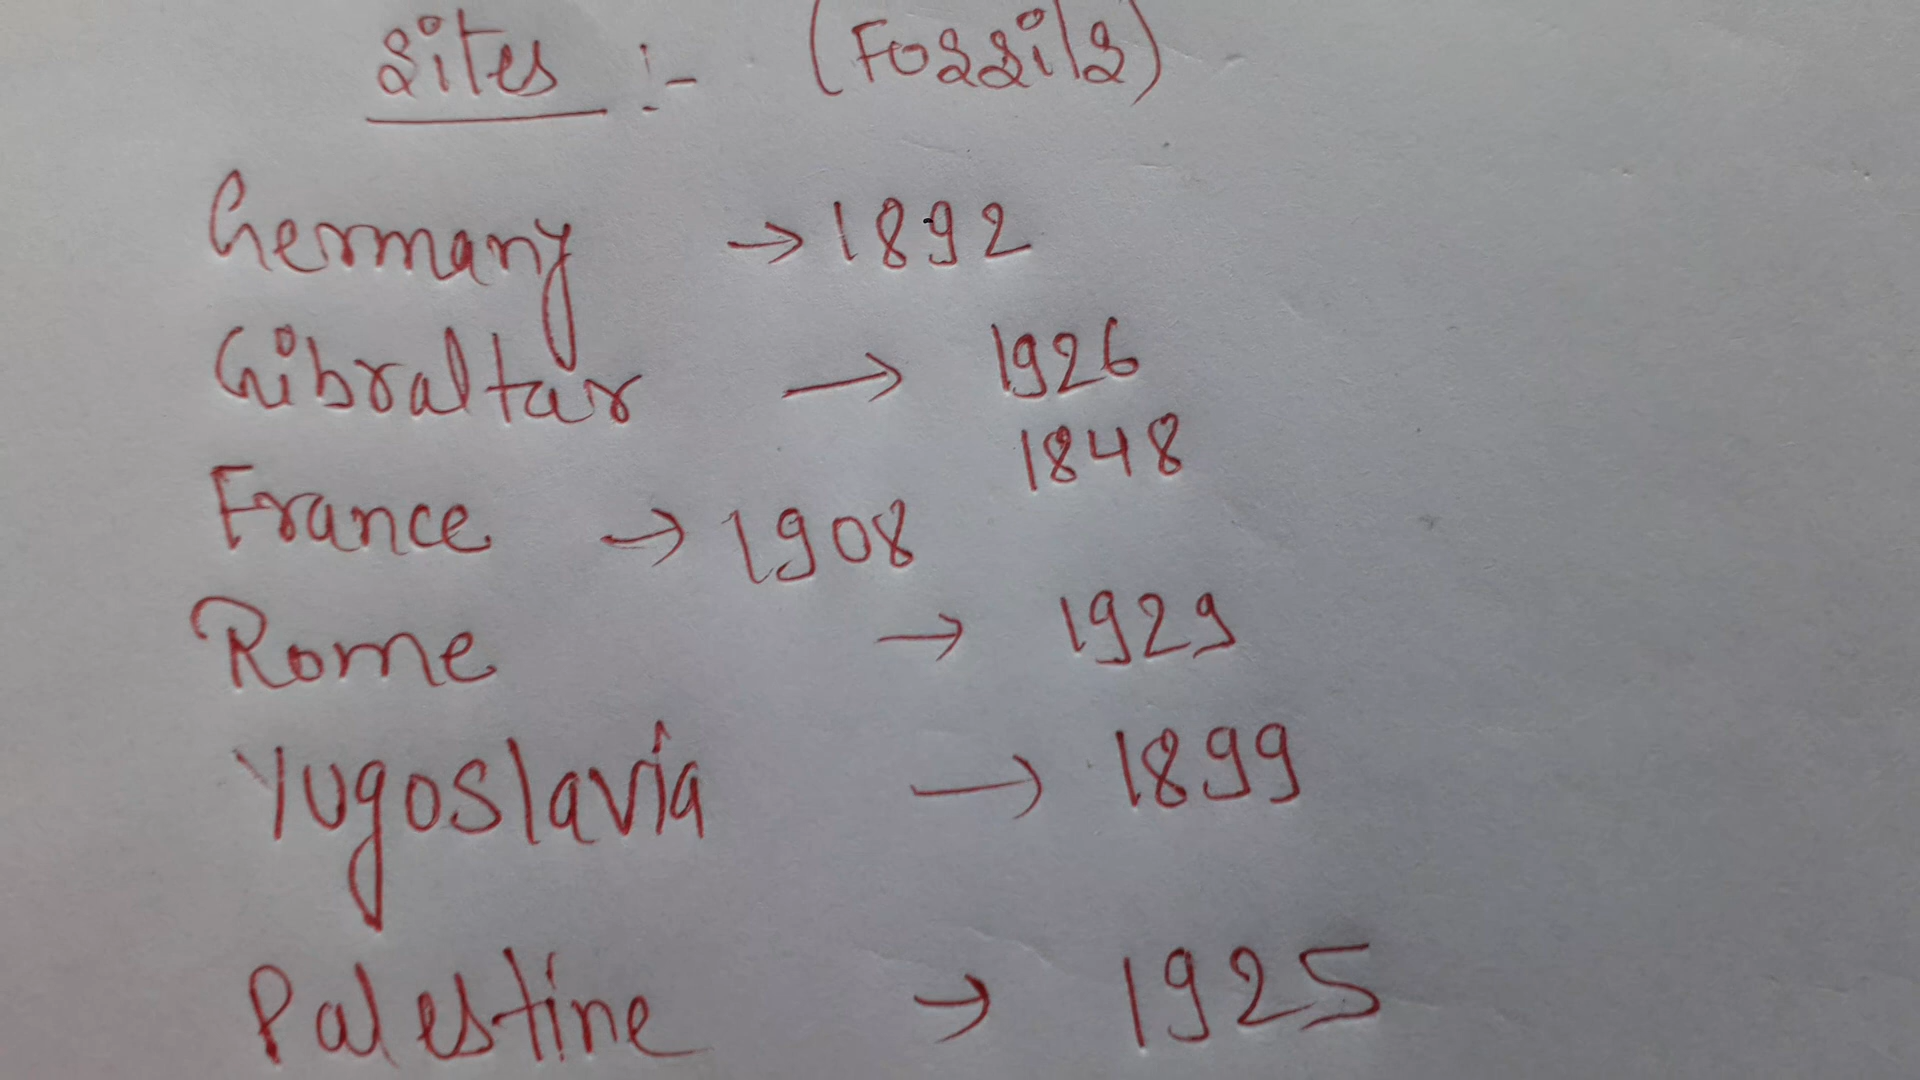 Sites :- (Fossils)
Germany → 1892
Gibraltar → 1926
1848
France → 1908
Rome → 1929
Yugoslavia → 1899
Palestine → 1925